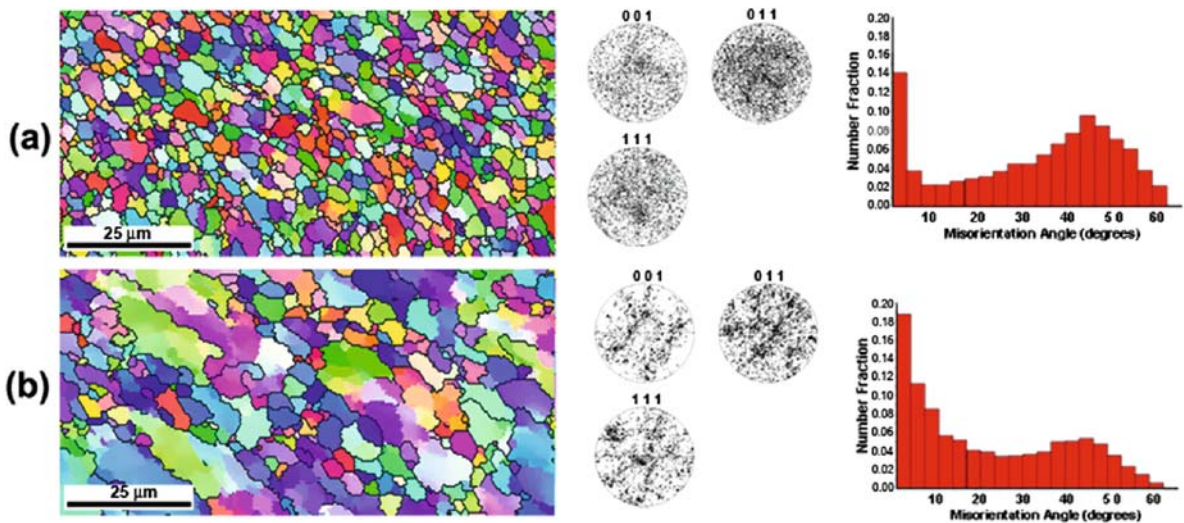 (a)
25 μm
0 0 1
0 1 1
1 1 1
Number Fraction
0.20
0.18
0.16
0.14
0.12
0.10
0.08
0.06
0.04
0.02
0.00
10 20 30 40 5 0 60
Misorientation Angle (degrees)
(b)
25 μm
0 0 1
0 1 1
1 1 1
Number Fraction
0.20
0.18
0.16
0.14
0.12
0.10
0.08
0.06
0.04
0.02
0.00
10 20 30 40 5 0 60
Misorientation Angle (degrees)